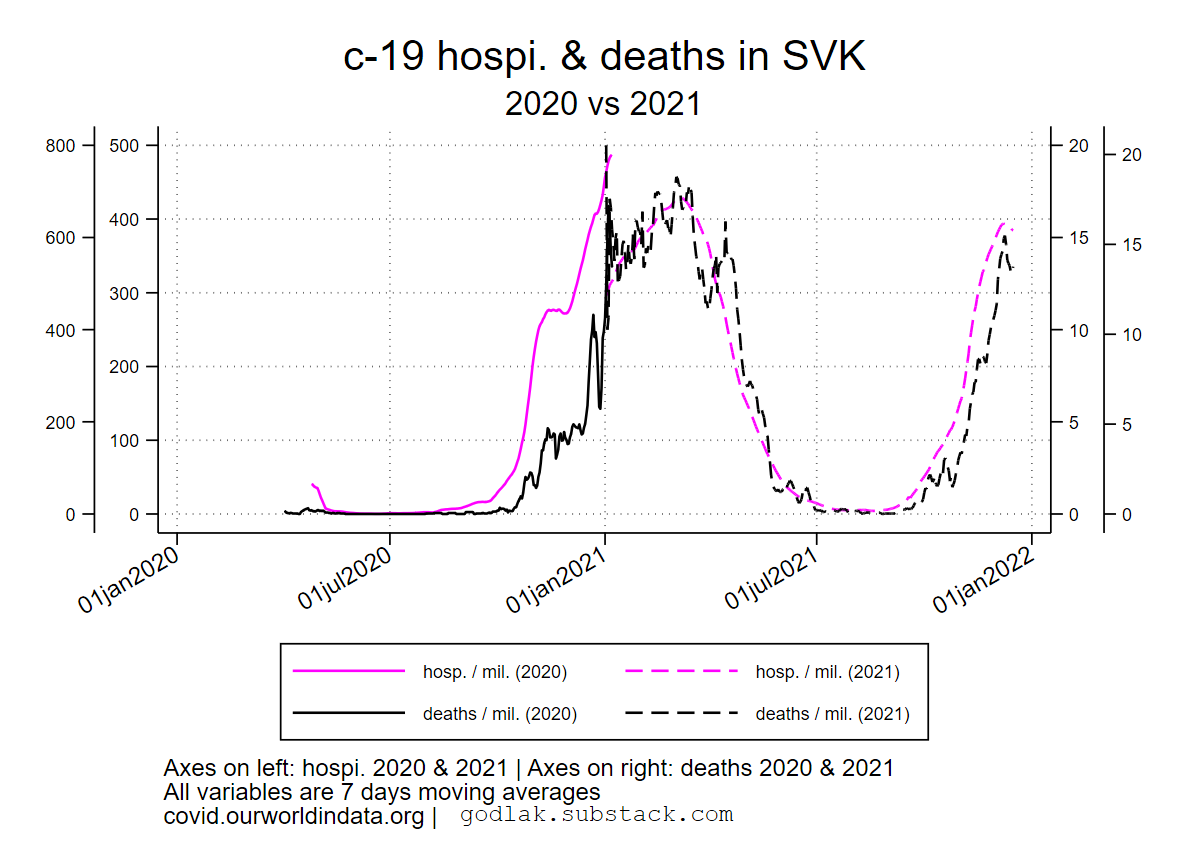 c-19 hospi. & deaths in SVK
2020 vs 2021
800
600
400
200
0
500
400
300
200
100
0
20
15
10
5
0
20
15
10
5
0
01jan2020
01jul2020
01jan2021
01jul2021
01jan2022
hosp. / mil. (2020)
hosp. / mil. (2021)
deaths / mil. (2020)
deaths / mil. (2021)
Axes on left: hospi. 2020 & 2021 | Axes on right: deaths 2020 & 2021
All variables are 7 days moving averages
covid.ourworldindata.org | godlak.substack.com